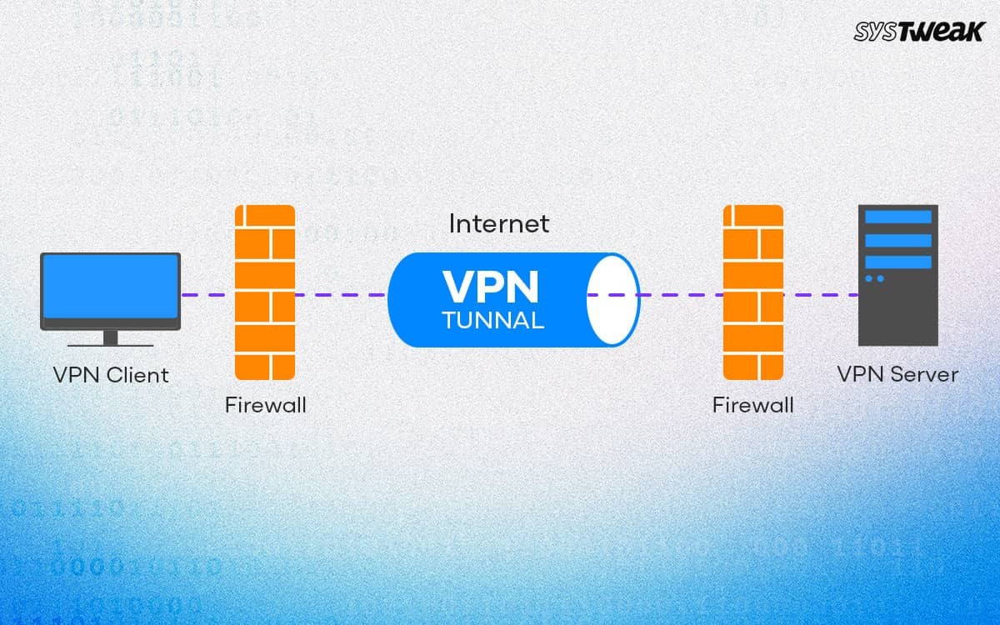 SYSTWEAK
Internet
VPN
TUNNAL
VPN Client
Firewall
Firewall
VPN Server